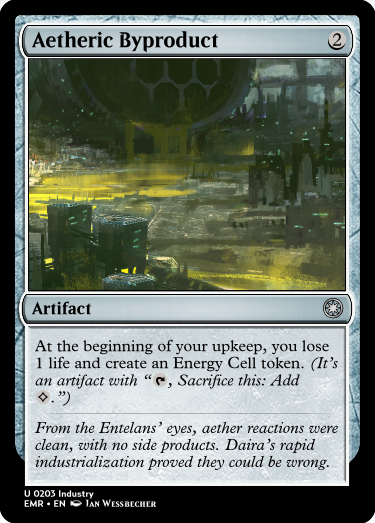 Aetheric Byproduct 2
Artifact
At the beginning of your upkeep, you lose
1 life and create an Energy Cell token. (It's
an artifact with “, Sacrifice this: Add
.”)
From the Entelans' eyes, aether reactions were
clean, with no side products. Daira's rapid
industrialization proved they could be wrong.
U 0203 Industry
EMR • EN Jan Wessbecher